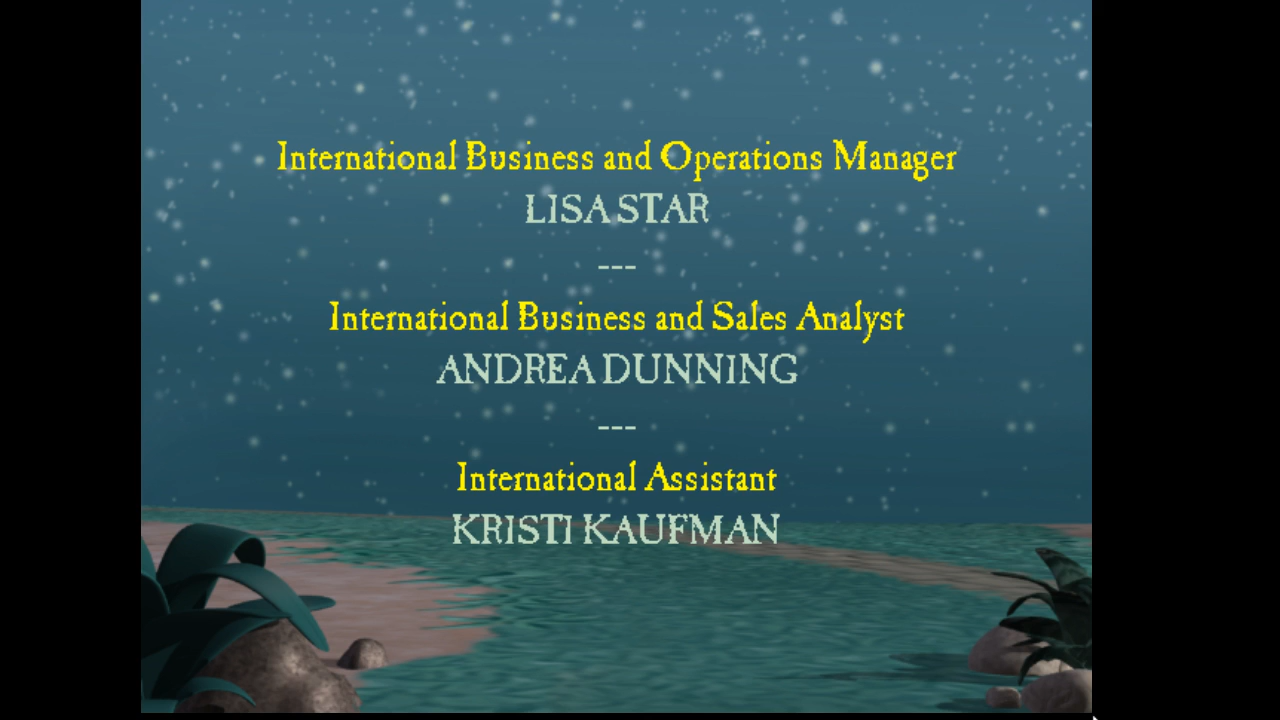 International Business and Operations Manager
LISA STAR
---
International Business and Sales Analyst
ANDREA DUNNING
---
International Assistant
KRISTI KAUFMAN